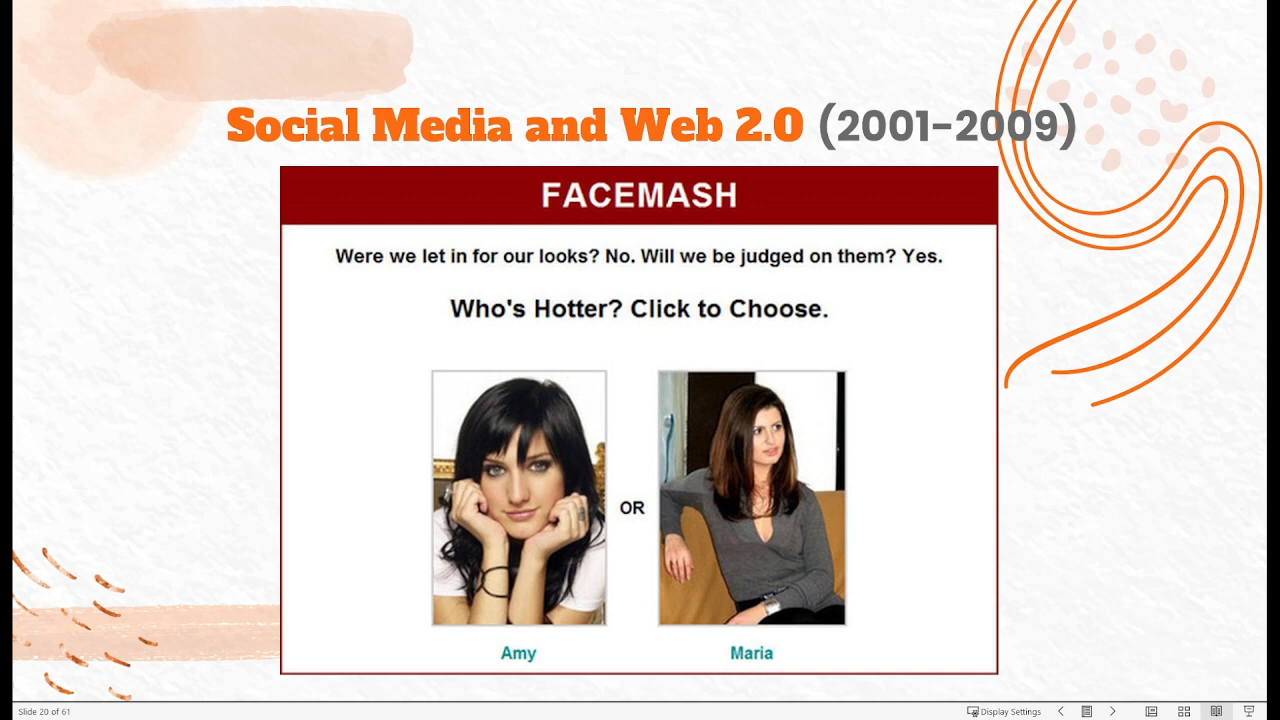 Social Media and Web 2.0 (2001-2009)
FACEMASH
Were we let in for our looks? No. Will we be judged on them? Yes.
Who's Hotter? Click to Choose.
OR
Amy Maria
Slide 20 of 61 Display Settings